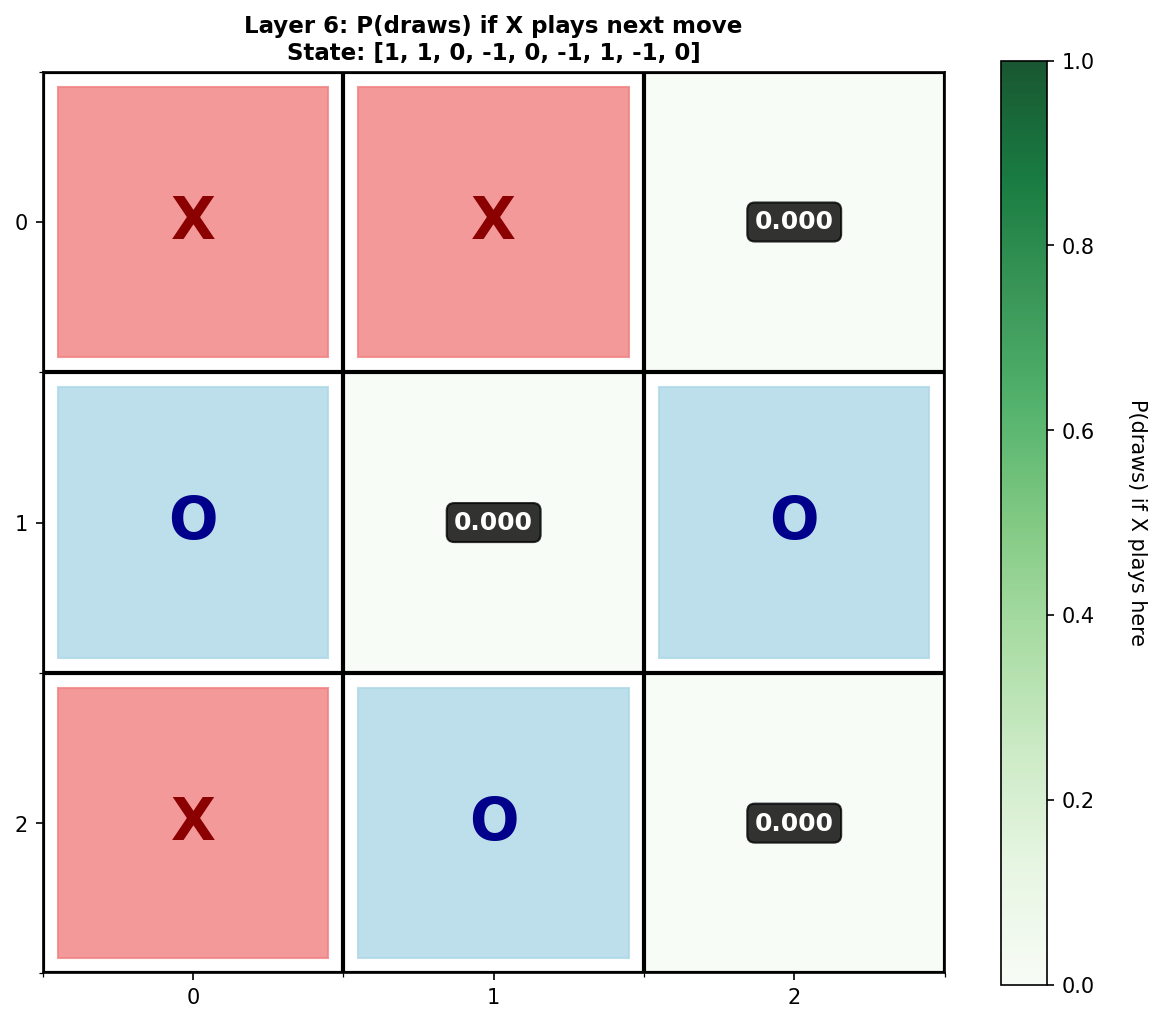 Layer 6: P(draws) if X plays next move
State: [1, 1, 0, -1, 0, -1, 1, -1, 0]
X X 0.000
O 0.000 O
X O 0.000
0
1
2
0 1 2
1.0
0.8
0.6
0.4
0.2
0.0
P(draws) if X plays here